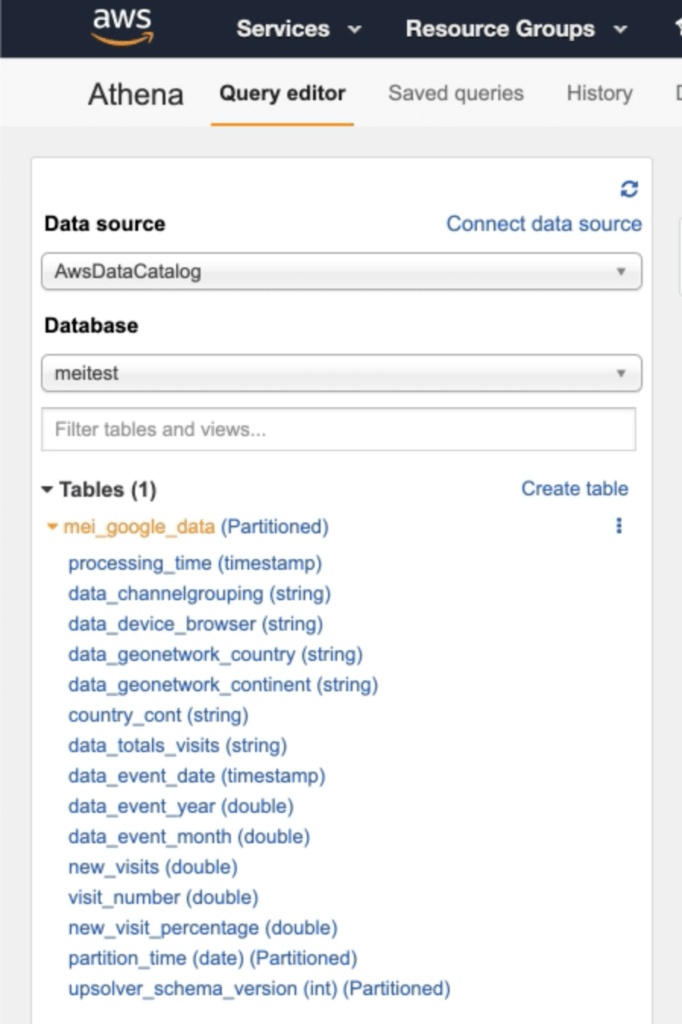 aws
Services
Resource Groups
Athena
Query editor
Saved queries
History
Data source
Connect data source
AwsDataCatalog
Database
meitest
Filter tables and views...
Tables (1)
Create table
mei_google_data (Partitioned)
processing_time (timestamp)
data_channelgrouping (string)
data_device_browser (string)
data_geonetwork_country (string)
data_geonetwork_continent (string)
country_cont (string)
data_totals_visits (string)
data_event_date (timestamp)
data_event_year (double)
data_event_month (double)
new_visits (double)
visit_number (double)
new_visit_percentage (double)
partition_time (date) (Partitioned)
upsolver_schema_version (int) (Partitioned)